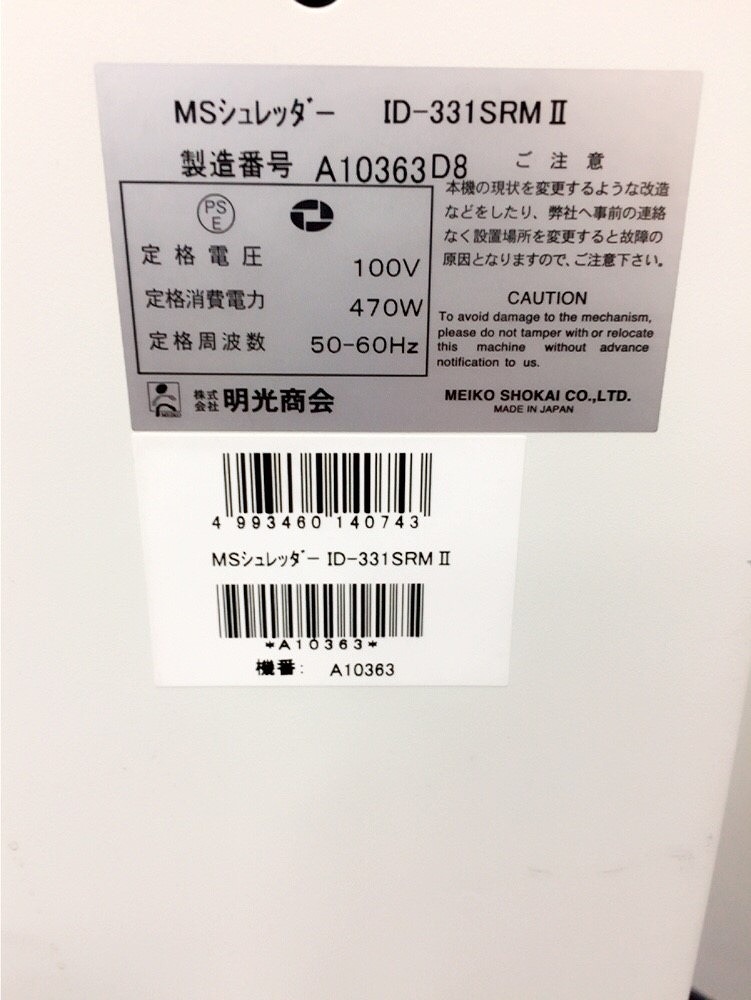 MSシュレッダー ID-331SRMⅡ
製造番号 A10363D8
PS
E
定格電圧 100V
定格消費電力 470W
定格周波数 50-60Hz
ご注意
本機の現状を変更するような改造
などをしたり、弊社へ事前の連絡
なく設置場所を変更すると故障の
原因となりますので、ご注意下さい。
CAUTION
To avoid damage to the mechanism,
please do not tamper with or relocate
this machine without advance
notification to us.
MEIKO
株式会社 明光商会
MEIKO SHOKAI CO.,LTD.
MADE IN JAPAN
4 993460 140743
MSシュレッダー ID-331SRMⅡ
*A10363*
機番: A10363